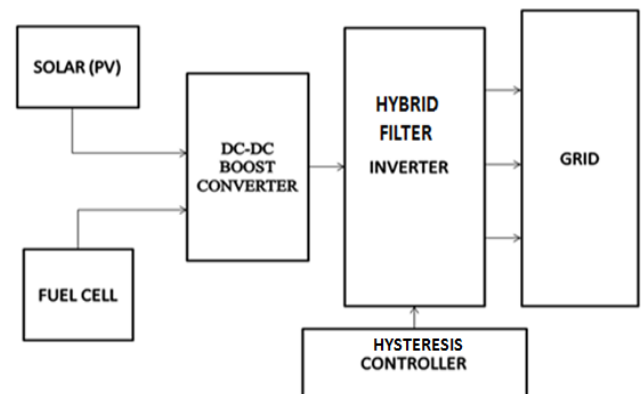 SOLAR (PV)
FUEL CELL
DC-DC
BOOST
CONVERTER
HYBRID
FILTER
INVERTER
HYSTERESIS
CONTROLLER
GRID